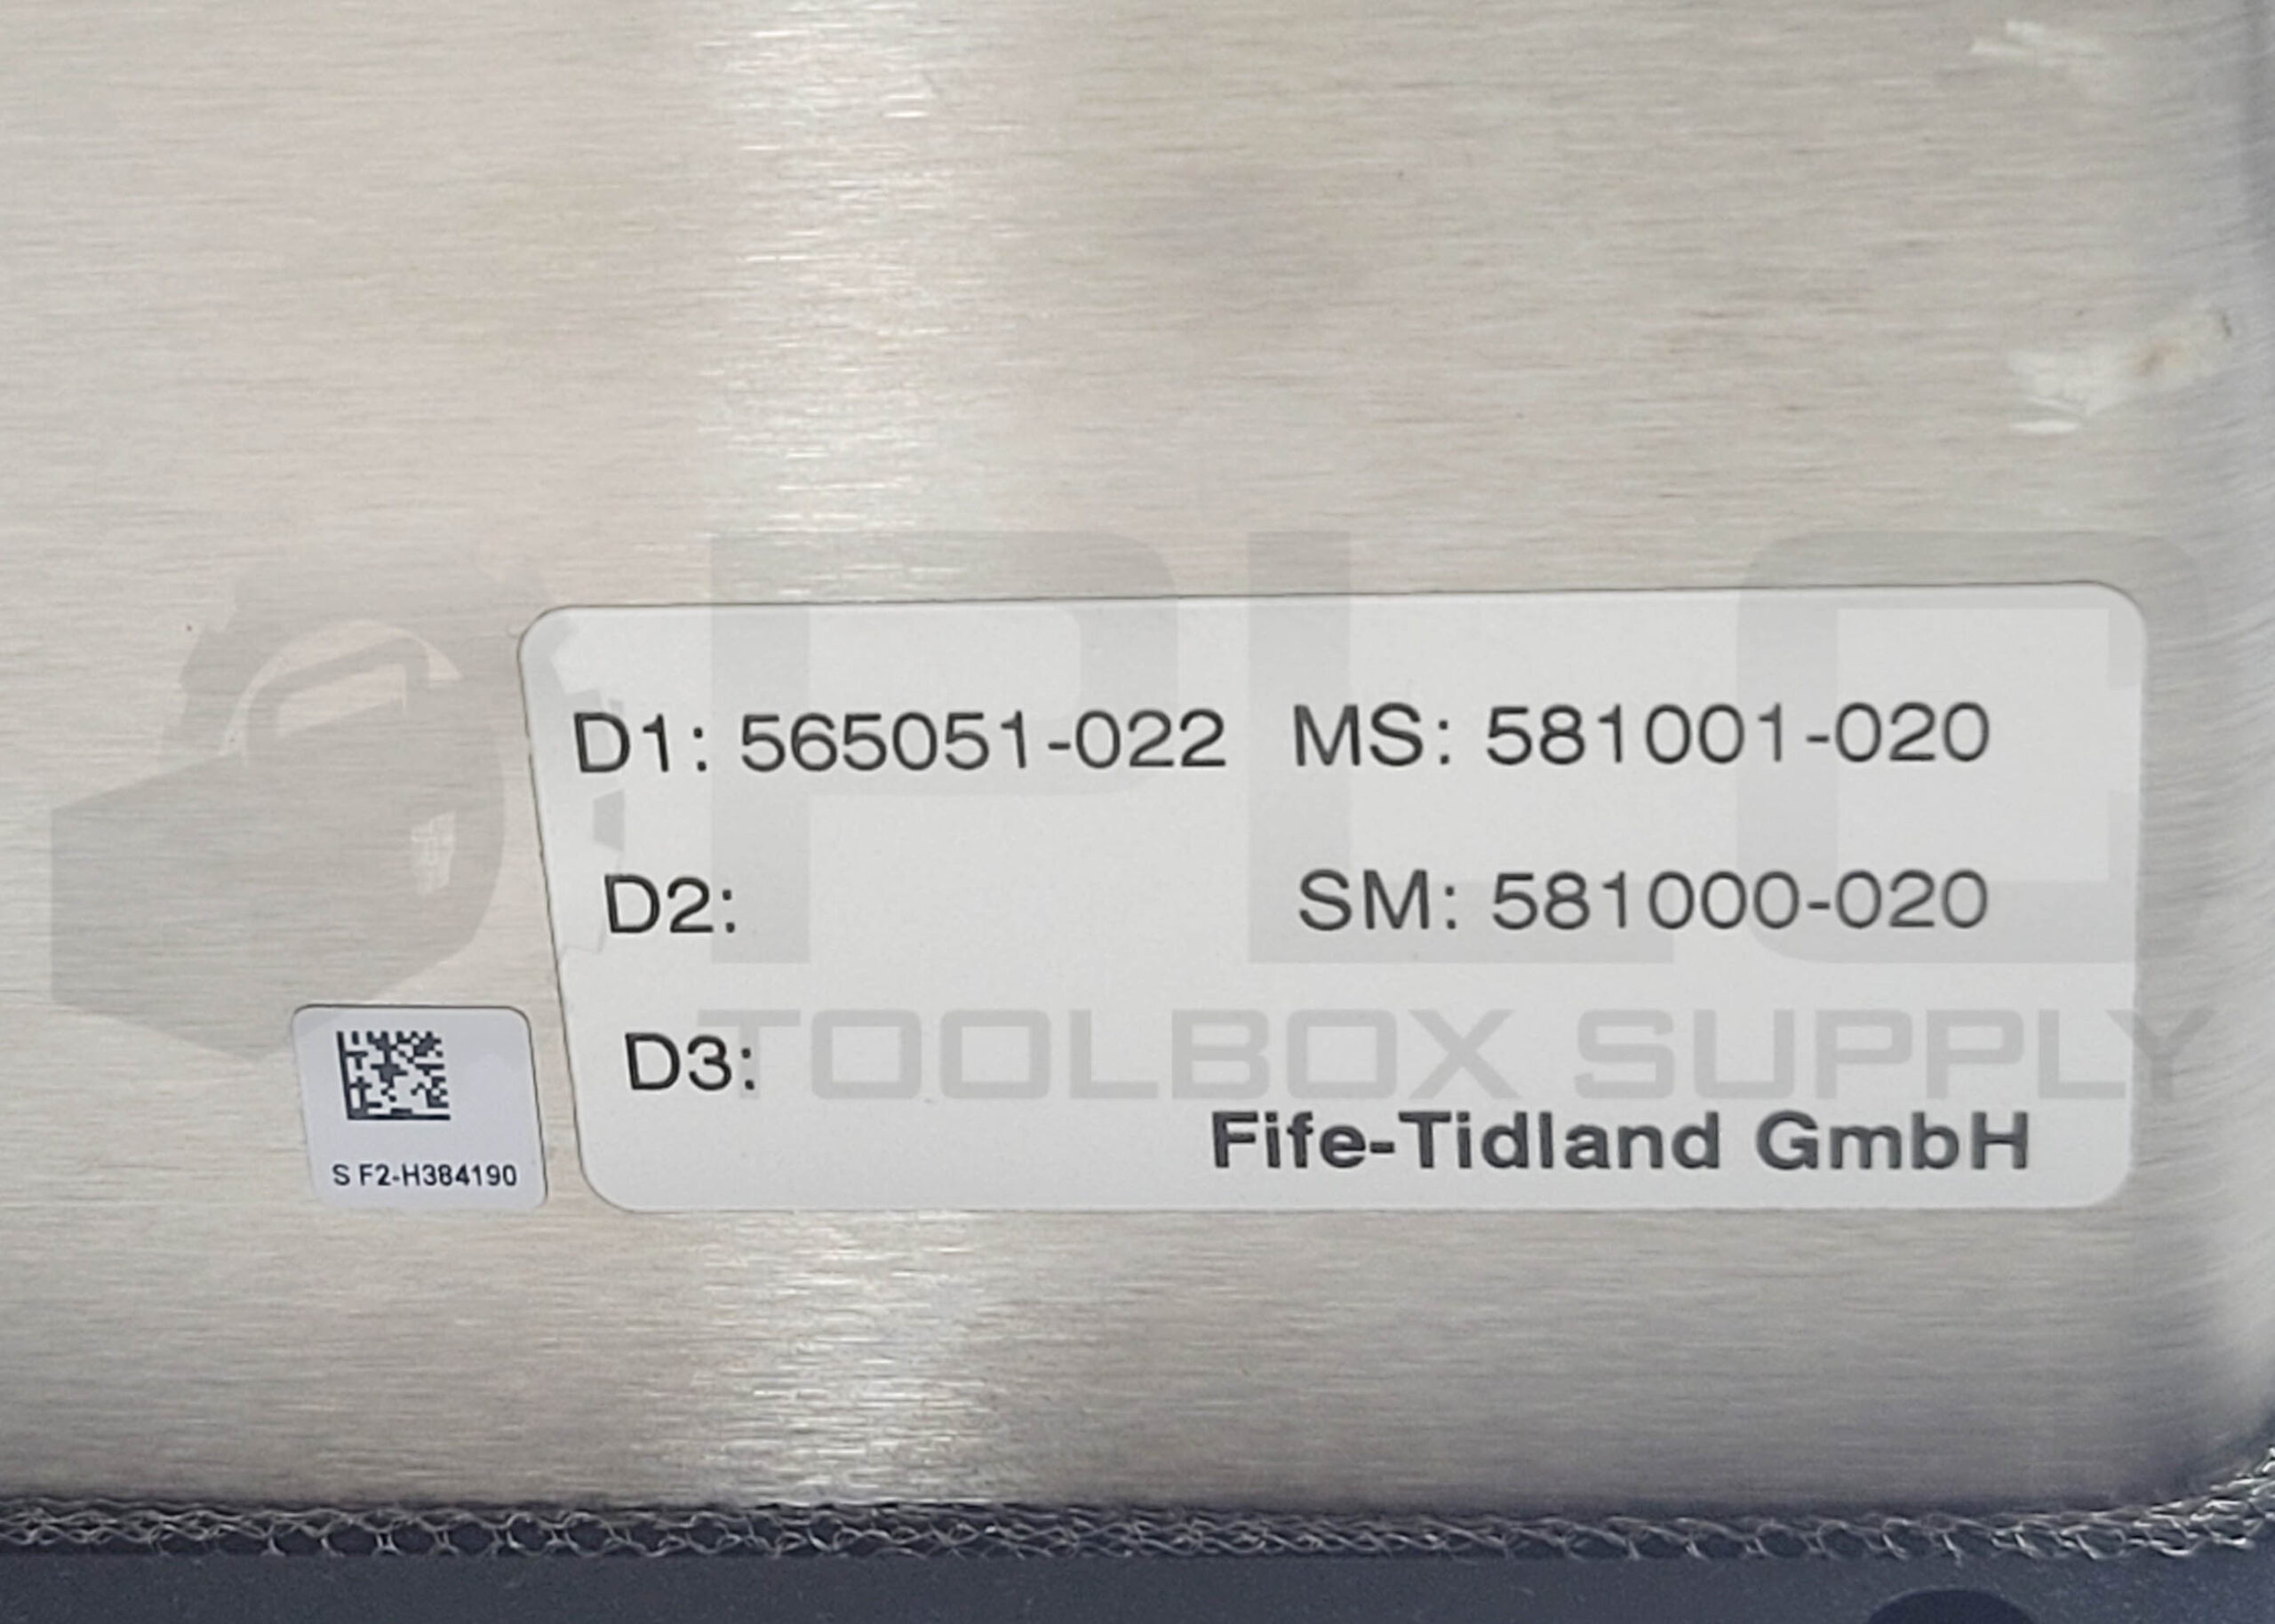 D1: 565051-022 MS: 581001-020
D2: SM: 581000-020
D3:
Fife-Tidland GmbH
S F2-H384190
PLC
TOOLBOX SUPPLY